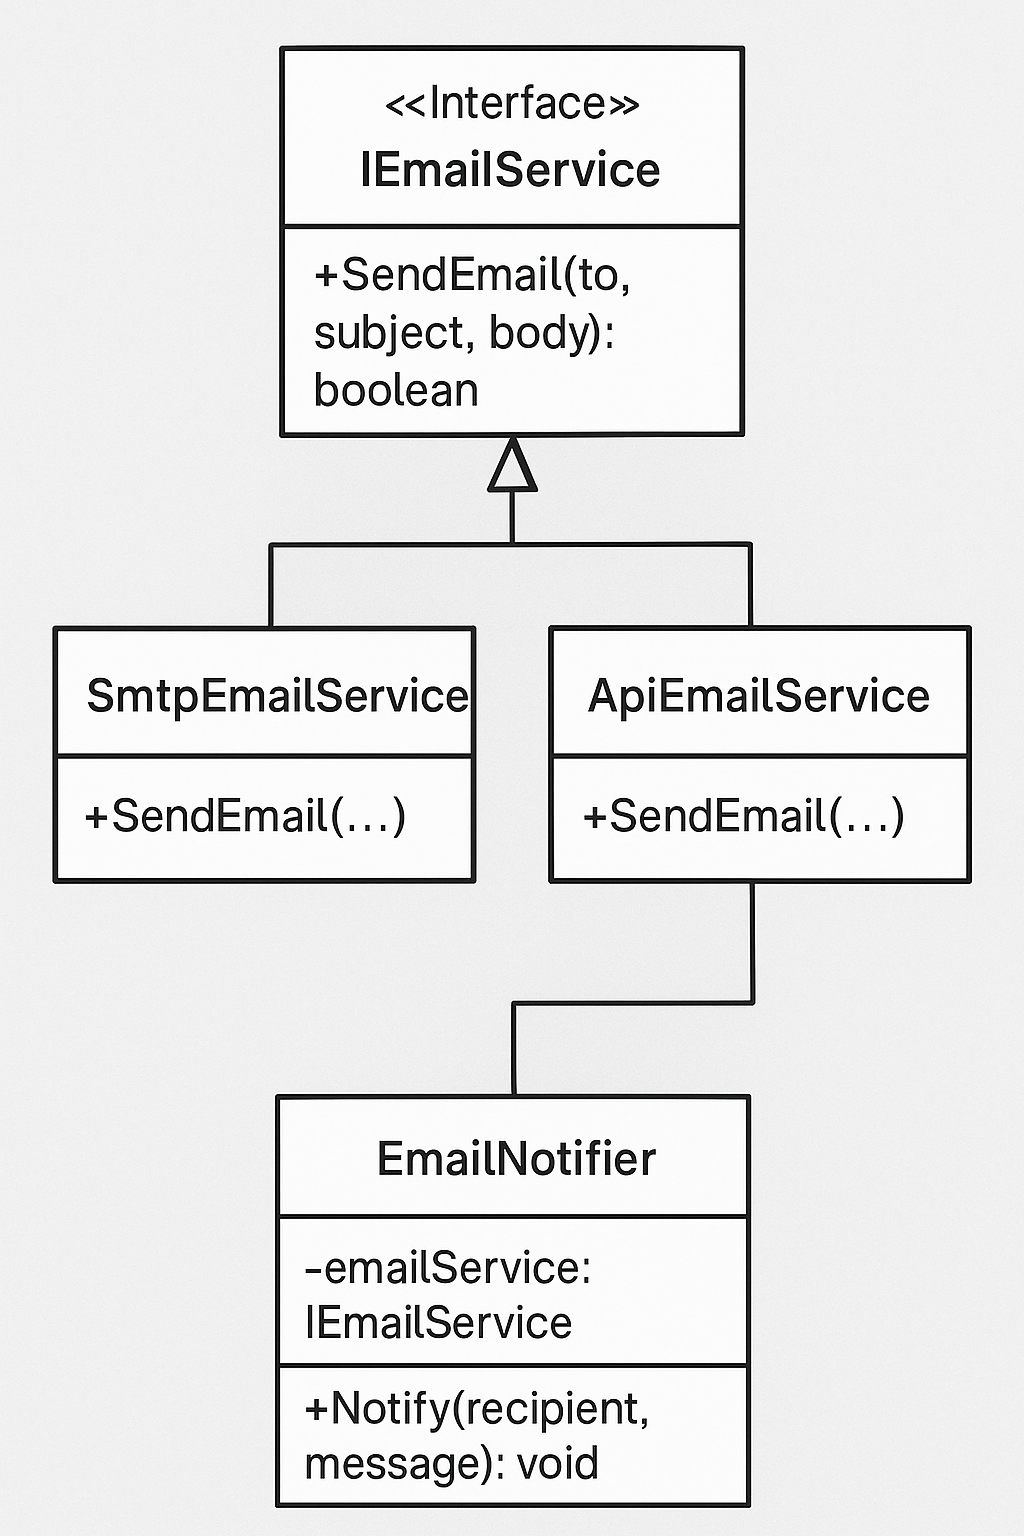 <<Interface>>
IEmailService
+SendEmail(to,
subject, body):
boolean
SmtpEmailService
+SendEmail(...)
ApiEmailService
+SendEmail(...)
EmailNotifier
-emailService:
IEmailService
+Notify(recipient,
message): void